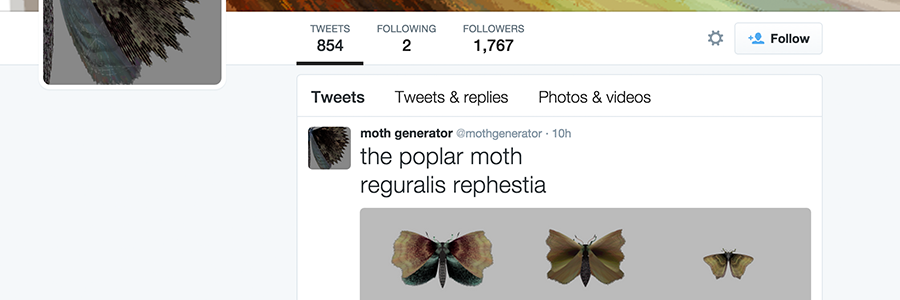 TWEETS FOLLOWING FOLLOWERS
854 2 1,767
Follow
Tweets Tweets & replies Photos & videos
moth generator @mothgenerator · 10h
the poplar moth
reguralis rephestia